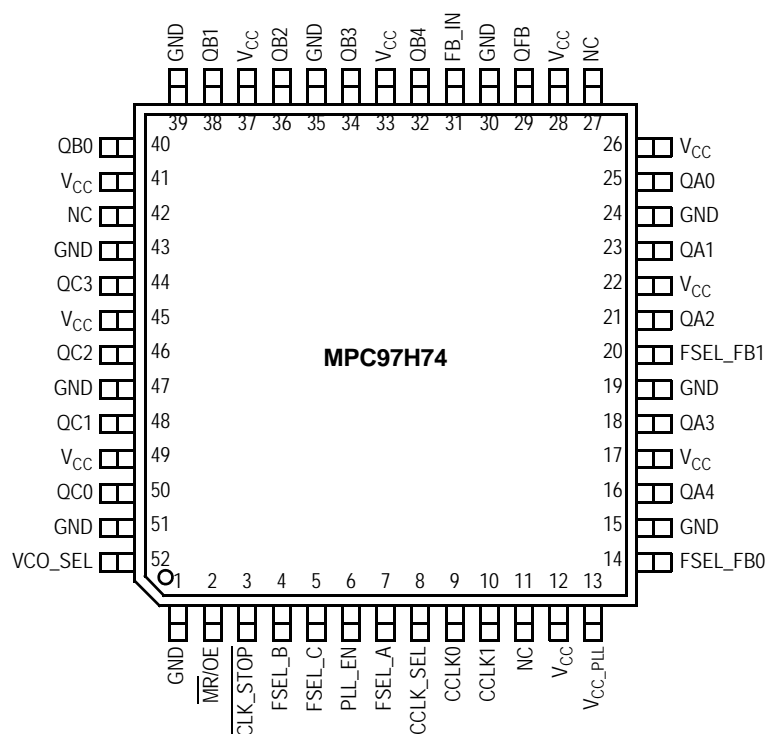 GND QB1 VCC QB2 GND QB3 VCC QB4 FB_IN GND QFB VCC NC
39 38 37 36 35 34 33 32 31 30 29 28 27
QB0 40 26 VCC
VCC 41 25 QA0
NC 42 24 GND
GND 43 23 QA1
QC3 44 22 VCC
VCC 45 21 QA2
QC2 46 MPC97H74 20 FSEL_FB1
GND 47 19 GND
QC1 48 18 QA3
VCC 49 17 VCC
QC0 50 16 QA4
GND 51 15 GND
VCO_SEL 52 14 FSEL_FB0
1 2 3 4 5 6 7 8 9 10 11 12 13
GND MR/OE CLK_STOP FSEL_B FSEL_C PLL_EN FSEL_A CCLK_SEL CCLK0 CCLK1 NC VCC VCC_PLL